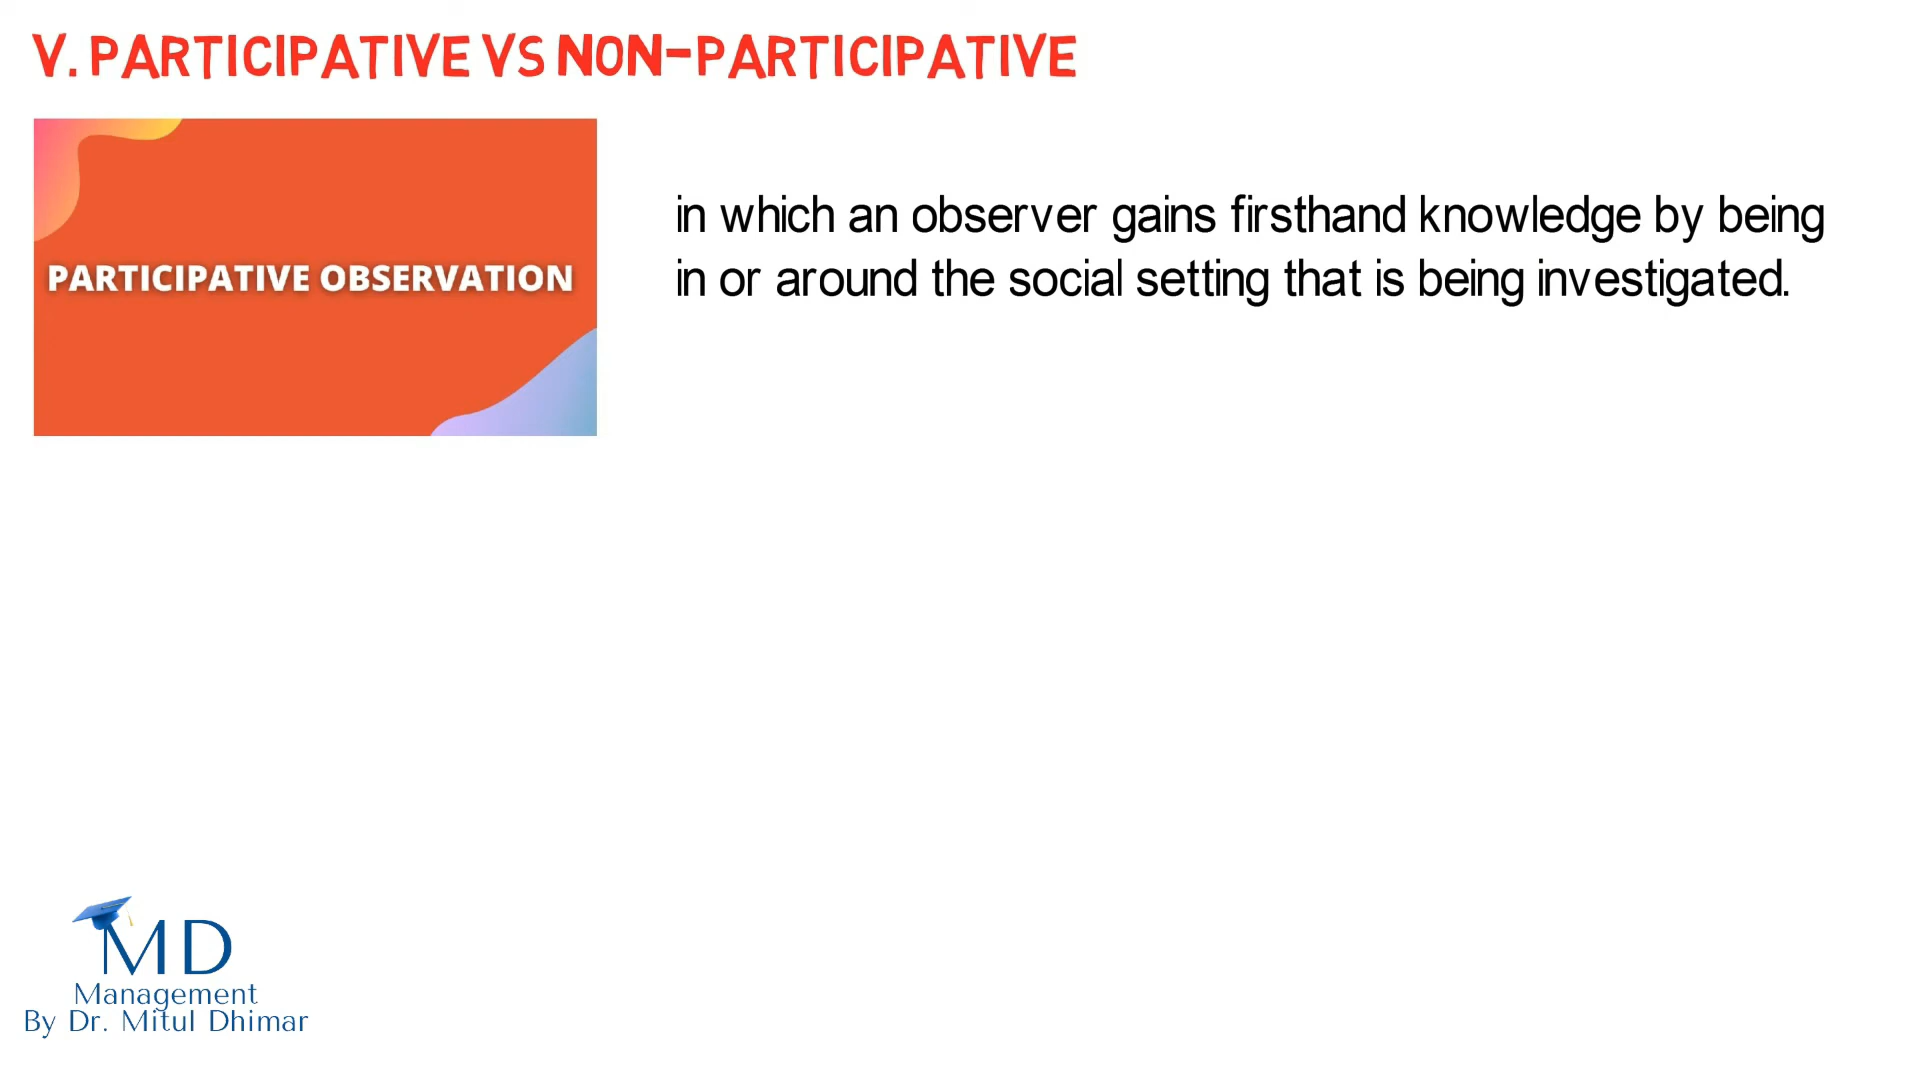 V. PARTICIPATIVE VS NON-PARTICIPATIVE
PARTICIPATIVE OBSERVATION
in which an observer gains firsthand knowledge by being
in or around the social setting that is being investigated.
MD
Management
By Dr. Mitul Dhimar